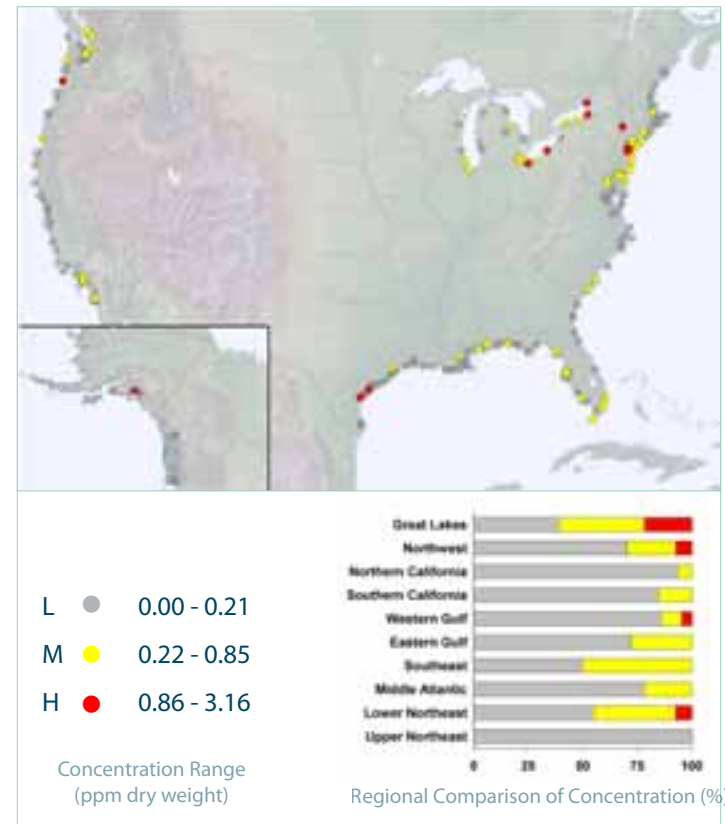 L 0.00 - 0.21
M 0.22 - 0.85
H 0.86 - 3.16
Concentration Range
(ppm dry weight)
Great Lakes
Northwest
Northern California
Southern California
Western Gulf
Eastern Gulf
Southeast
Middle Atlantic
Lower Northeast
Upper Northeast
0 25 50 75 100
Regional Comparison of Concentration (%)